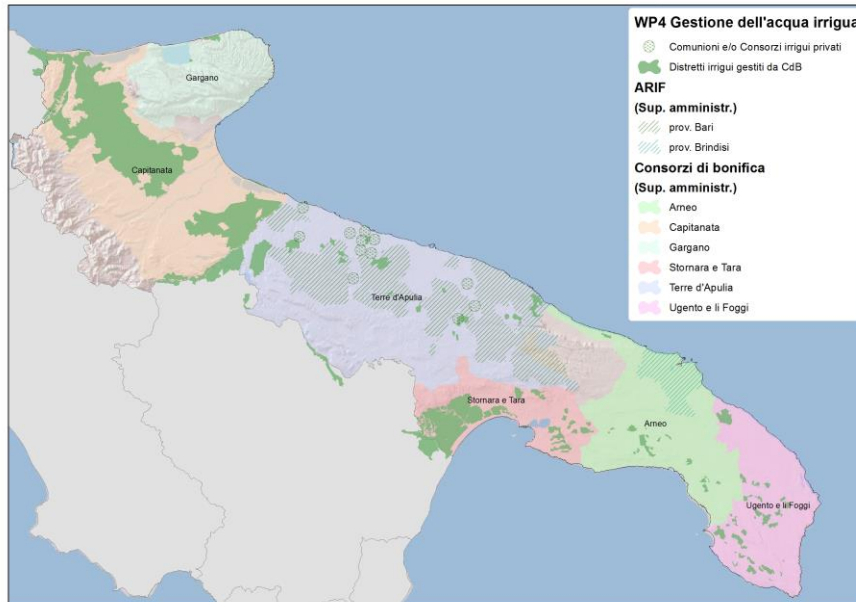 WP4 Gestione dell'acqua irrigua
Comunioni e/o Consorzi irrigui privati
Distretti irrigui gestiti da CdB
ARIF
(Sup. amministr.)
prov. Bari
prov. Brindisi
Consorzi di bonifica
(Sup. amministr.)
Arneo
Capitanata
Gargano
Stornara e Tara
Terre d'Apulia
Ugento e li Foggi
Gargano
Capitanata
Terre d'Apulia
Stornara e Tara
Arneo
Ugento e li Foggi